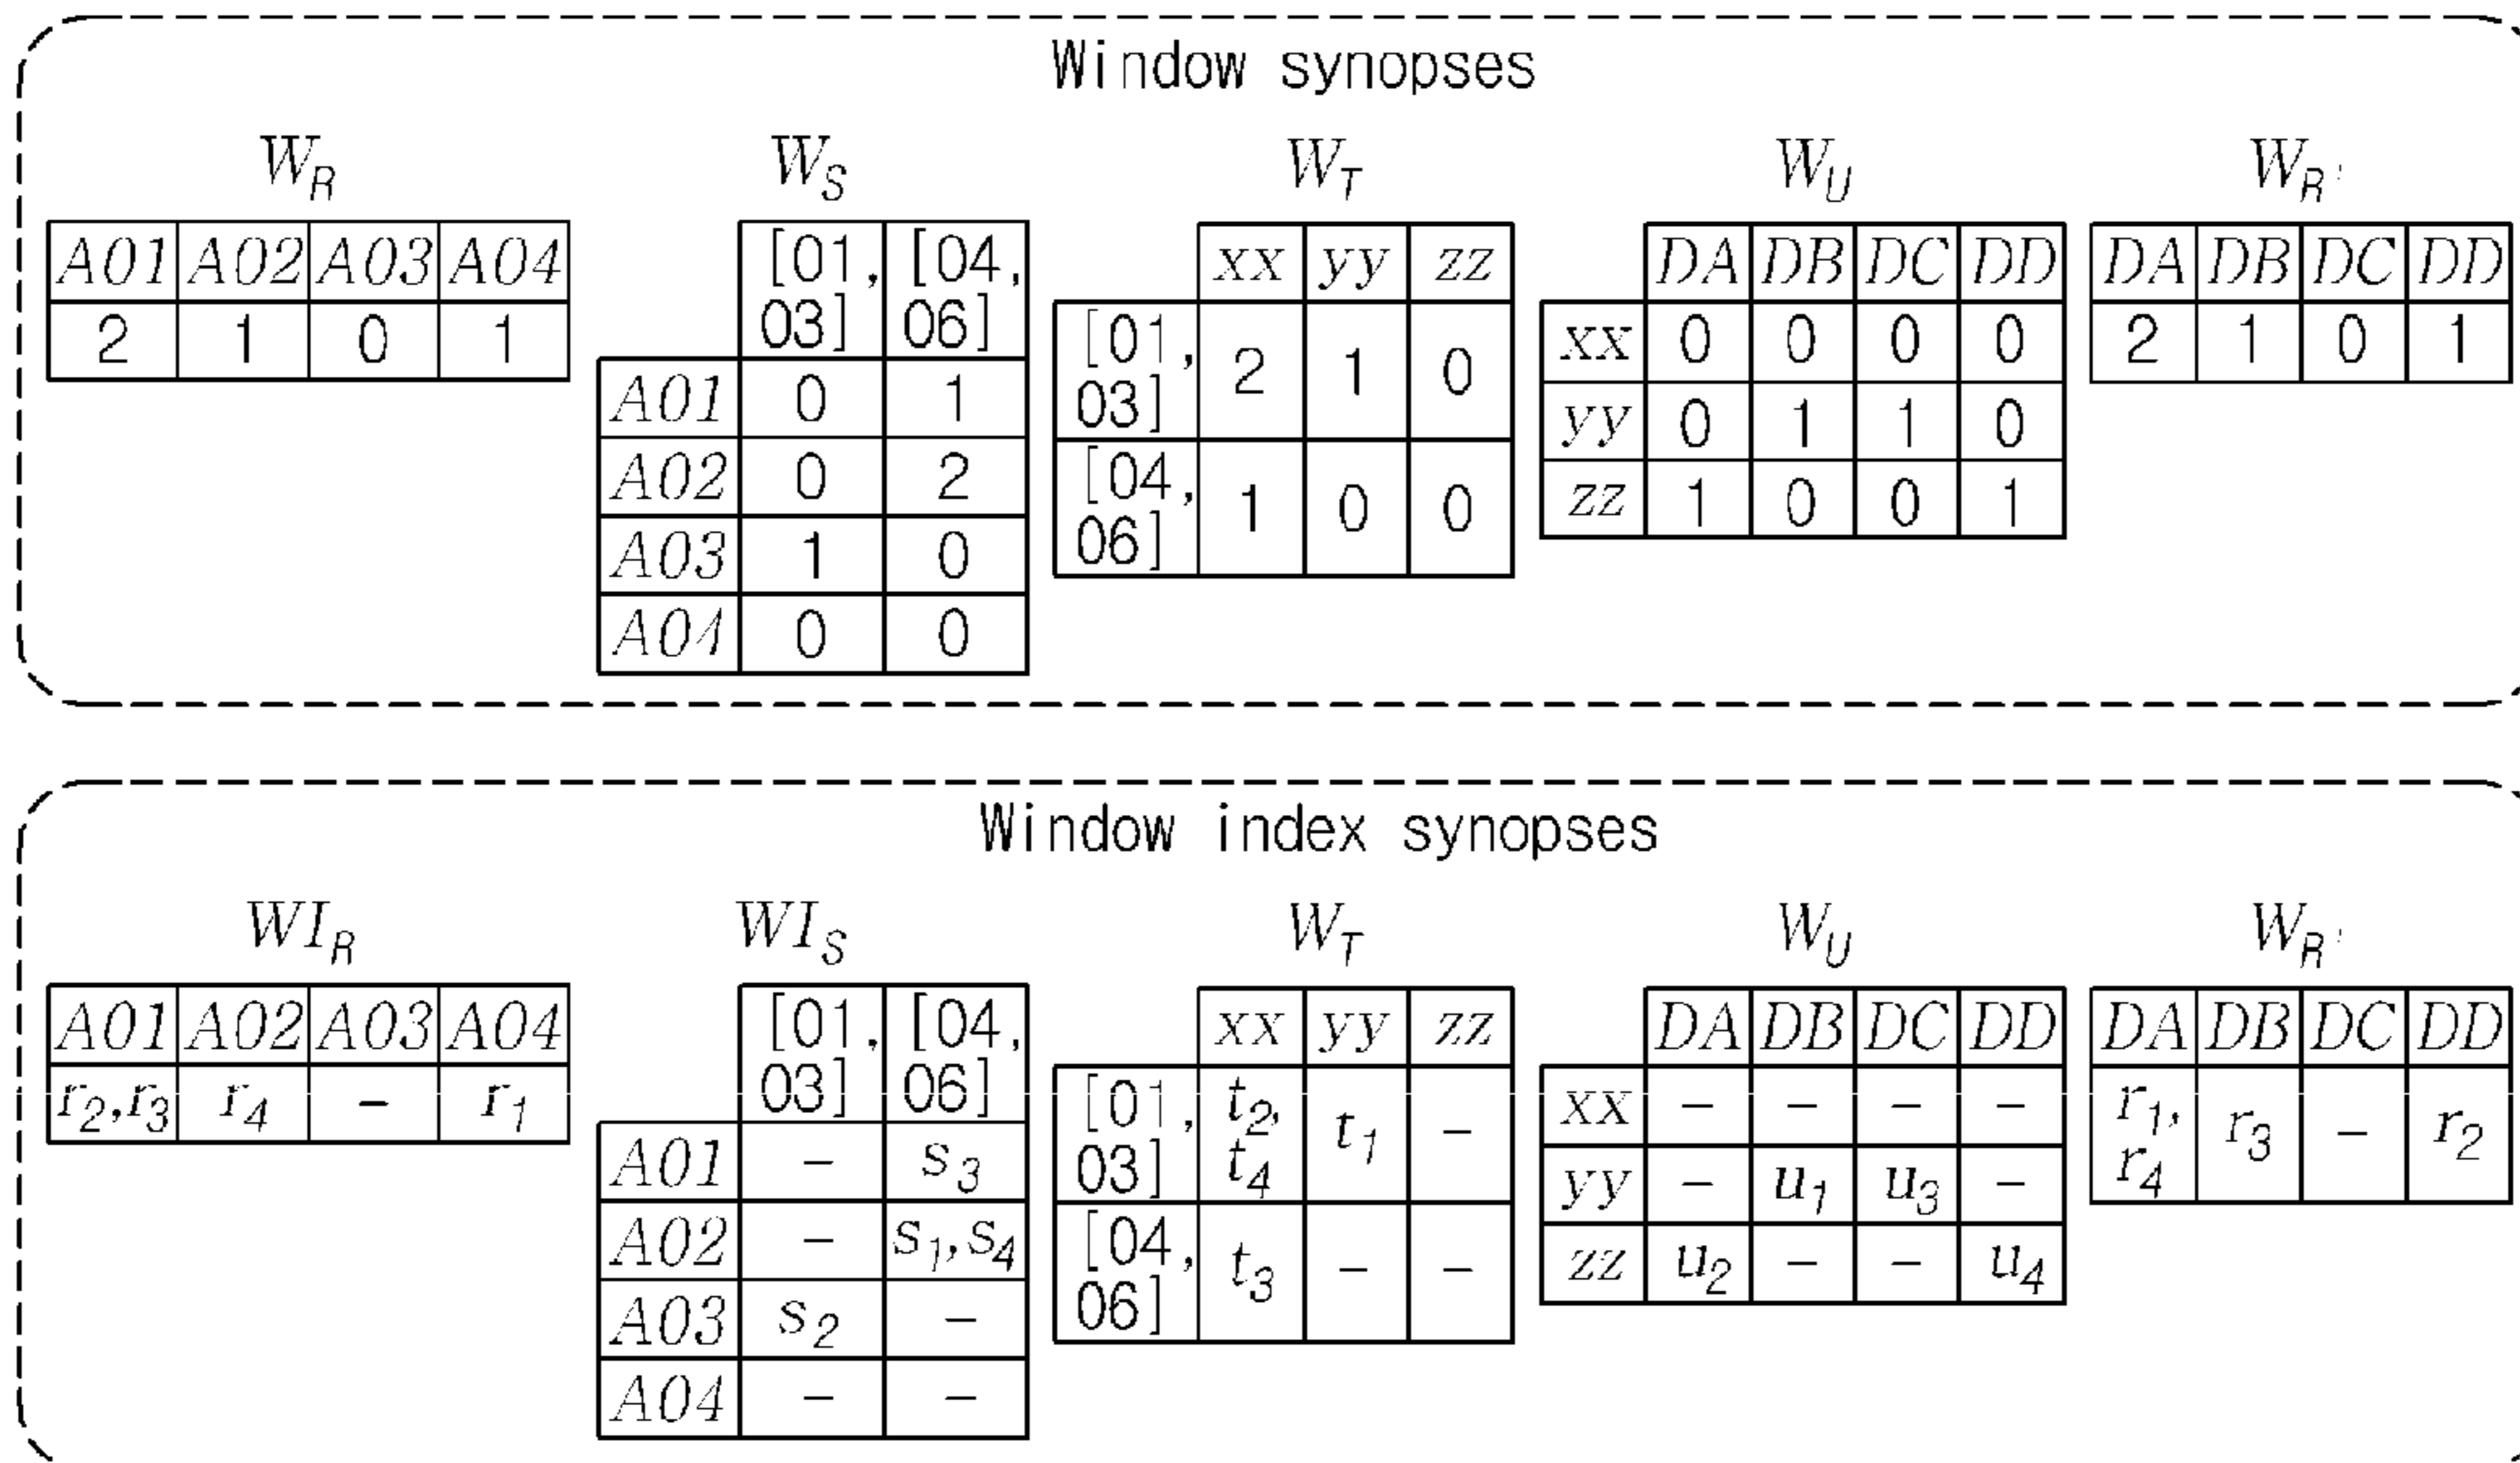 Window synopses
W_R W_S W_T W_U W_R'
A01 A02 A03 A04
2 1 0 1
[01, 03] [04, 06]
A01 0 1
A02 0 2
A03 1 0
A04 0 0
xx yy zz
[01, 03] 2 1 0
[04, 06] 1 0 0
DA DB DC DD
xx 0 0 0 0
yy 0 1 1 0
zz 1 0 0 1
DA DB DC DD
2 1 0 1
Window index synopses
WI_R WI_S W_T W_U W_R'
A01 A02 A03 A04
r2,r3 r4 – r1
[01, 03] [04, 06]
A01 – s3
A02 – s1,s4
A03 s2 –
A04 – –
xx yy zz
[01, 03] t2, t4 t1 –
[04, 06] t3 – –
DA DB DC DD
xx – – – –
yy – u1 u3 –
zz u2 – – u4
DA DB DC DD
r1, r4 r3 – r2